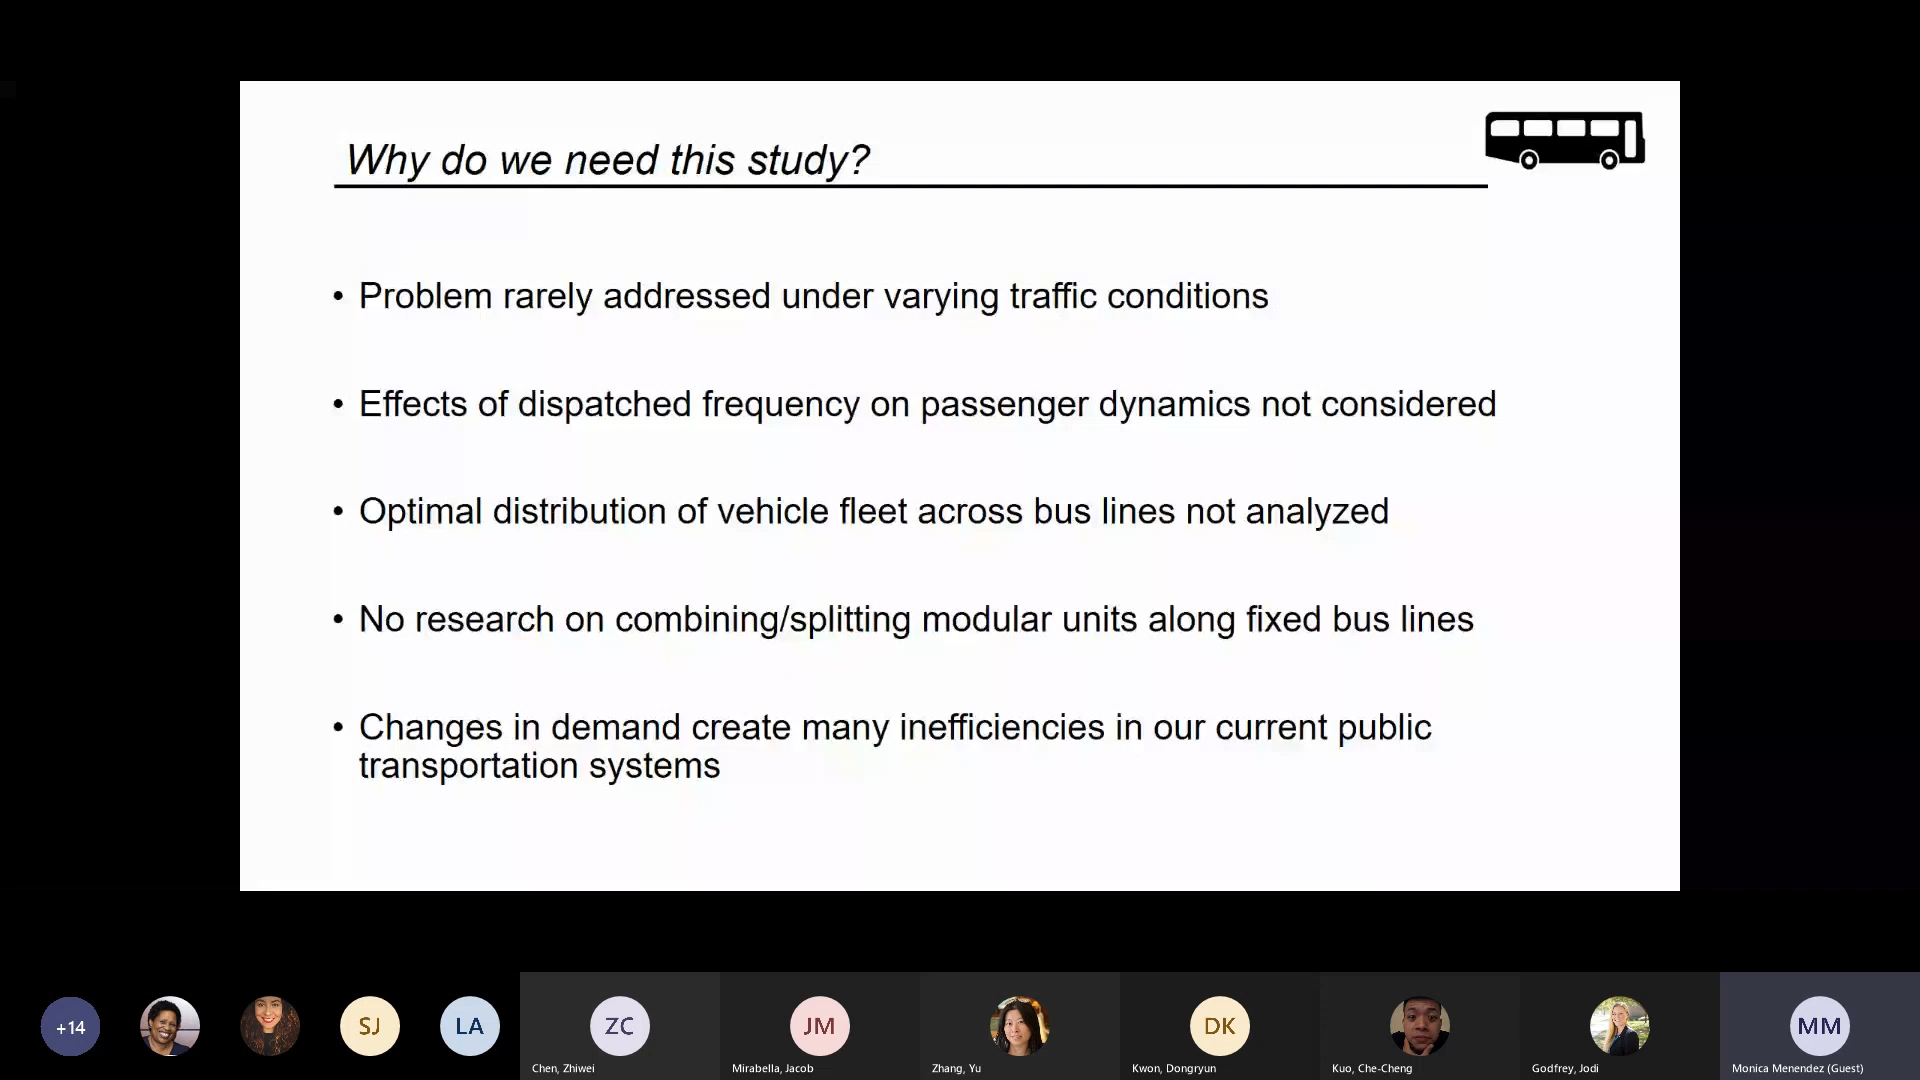 Why do we need this study?
• Problem rarely addressed under varying traffic conditions
• Effects of dispatched frequency on passenger dynamics not considered
• Optimal distribution of vehicle fleet across bus lines not analyzed
• No research on combining/splitting modular units along fixed bus lines
• Changes in demand create many inefficiencies in our current public
transportation systems
+14
SJ
LA
ZC
JM
DK
MM
Chen, Zhiwei
Mirabella, Jacob
Zhang, Yu
Kwon, Dongryun
Kuo, Che-Cheng
Godfrey, Jodi
Monica Menendez (Guest)